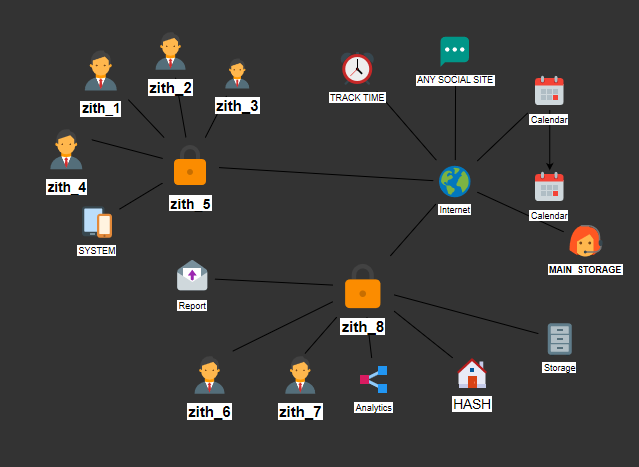 zith_1
zith_2
zith_3
TRACK TIME
ANY SOCIAL SITE
Calendar
zith_4
zith_5
Internet
Calendar
SYSTEM
MAIN_STORAGE
Report
zith_8
Storage
zith_6
zith_7
Analytics
HASH